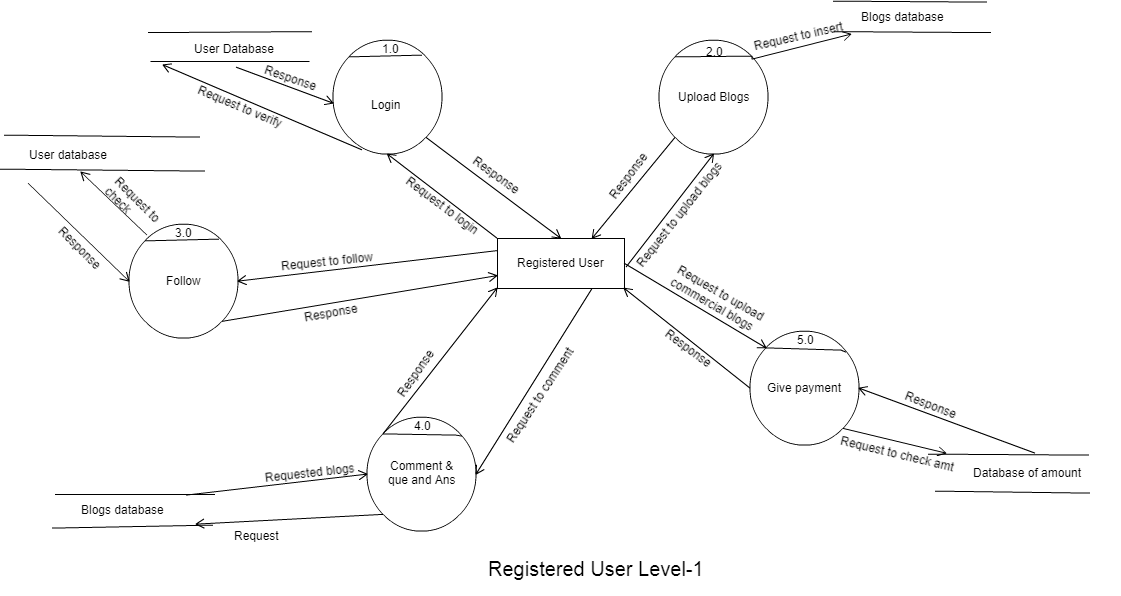 Blogs database
Request to insert
User Database
1.0
2.0
Response
Login
Upload Blogs
Request to verify
User database
Response
Response
Request to
check
Request to login
Request to upload blogs
3.0
Response
Follow
Request to follow
Registered User
Request to upload
commercial blogs
Response
5.0
Response
Response
Request to comment
Give payment
Response
4.0
Request to check amt
Comment &
que and Ans
Requested blogs
Database of amount
Blogs database
Request
Registered User Level-1